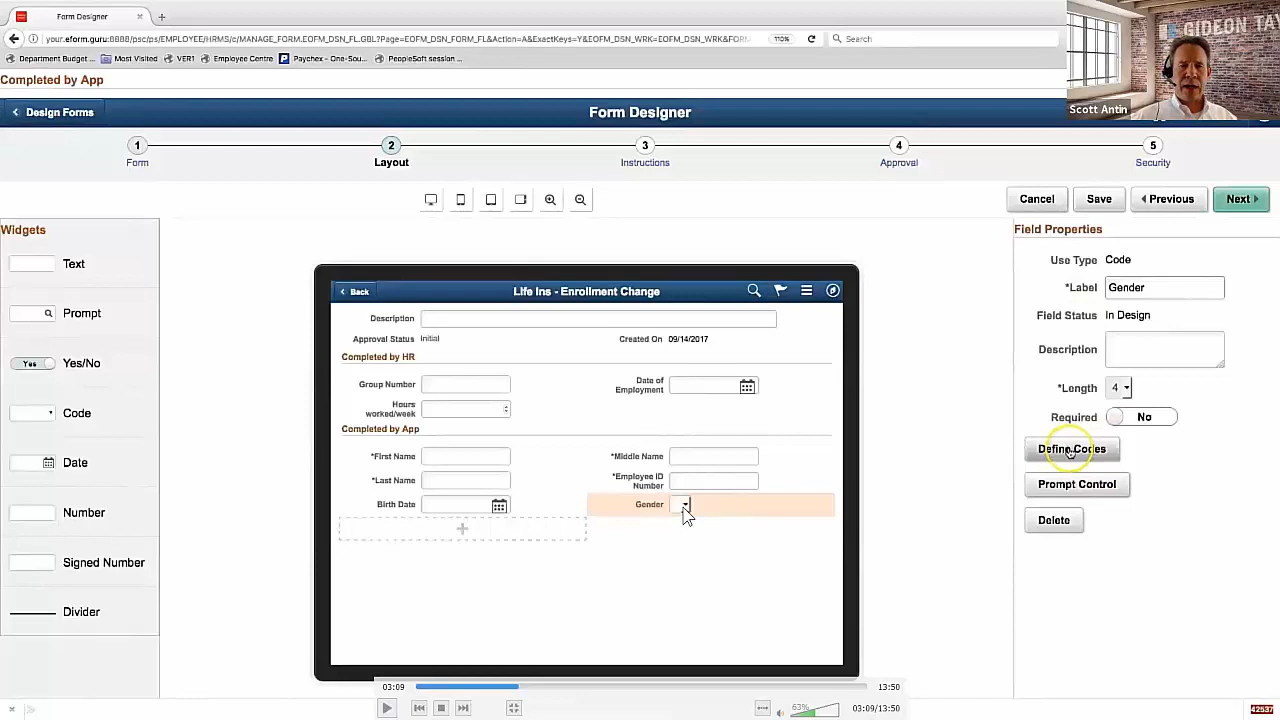 Form Designer
your.eform.guru:8888/psc/ps/EMPLOYEE/HRMS/c/MANAGE_FORM.EOFM_DSN_FL.GBL?Page=EOFM_DSN_FORM_FL&Action=A&ExactKeys=Y&EOFM_DSN_WRK=EOFM_DSN_WRK&FOR
110%
Search
GIDEON TAY
Department Budget ...
Most Visited
VER1
Employee Centre
Paychex - One-Sou...
PeopleSoft session ...
Completed by App
Scott Antin
Design Forms
Form Designer
1
2
3
4
5
Form
Layout
Instructions
Approval
Security
Cancel
Save
Previous
Next
Widgets
Text
Prompt
Yes
Yes/No
Code
Date
Number
Signed Number
Divider
Back
Life Ins - Enrollment Change
Description
Approval Status Initial
Created On 09/14/2017
Completed by HR
Group Number
Date of
Employment
Hours
worked/week
Completed by App
*First Name
*Middle Name
*Last Name
*Employee ID
Number
Birth Date
Gender
Field Properties
Use Type Code
*Label Gender
Field Status In Design
Description
*Length 4
Required No
Define Codes
Prompt Control
Delete
03:09
13:50
63%
03:09/13:50